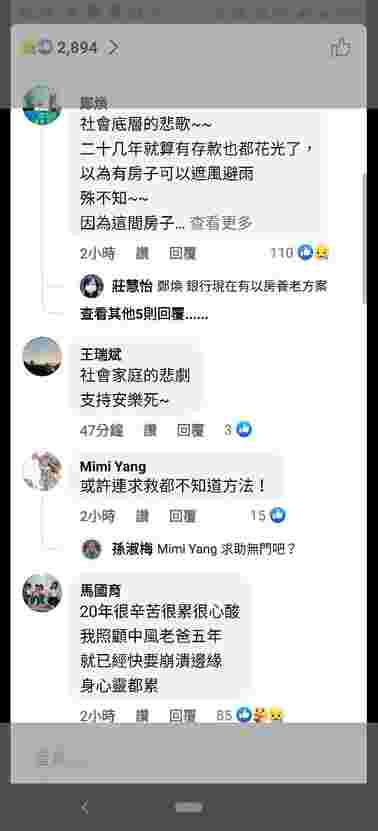 2,894
鄭煥
社會底層的悲歌~~
二十几年就算有存款也都花光了，
以為有房子可以遮風避雨
殊不知~~
因為這間房子... 查看更多
2小時 讚 回覆 110
莊慧怡 鄭煥 銀行現在有以房養老方案
查看其他5則回覆......
王瑞斌
社會家庭的悲劇
支持安樂死~
47分鐘 讚 回覆 3
Mimi Yang
或許連求救都不知道方法！
2小時 讚 回覆 15
孫淑梅 Mimi Yang 求助無門吧？
馬國育
20年很辛苦很累很心酸
我照顧中風老爸五年
就已經快要崩潰邊緣
身心靈都累
2小時 讚 回覆 85